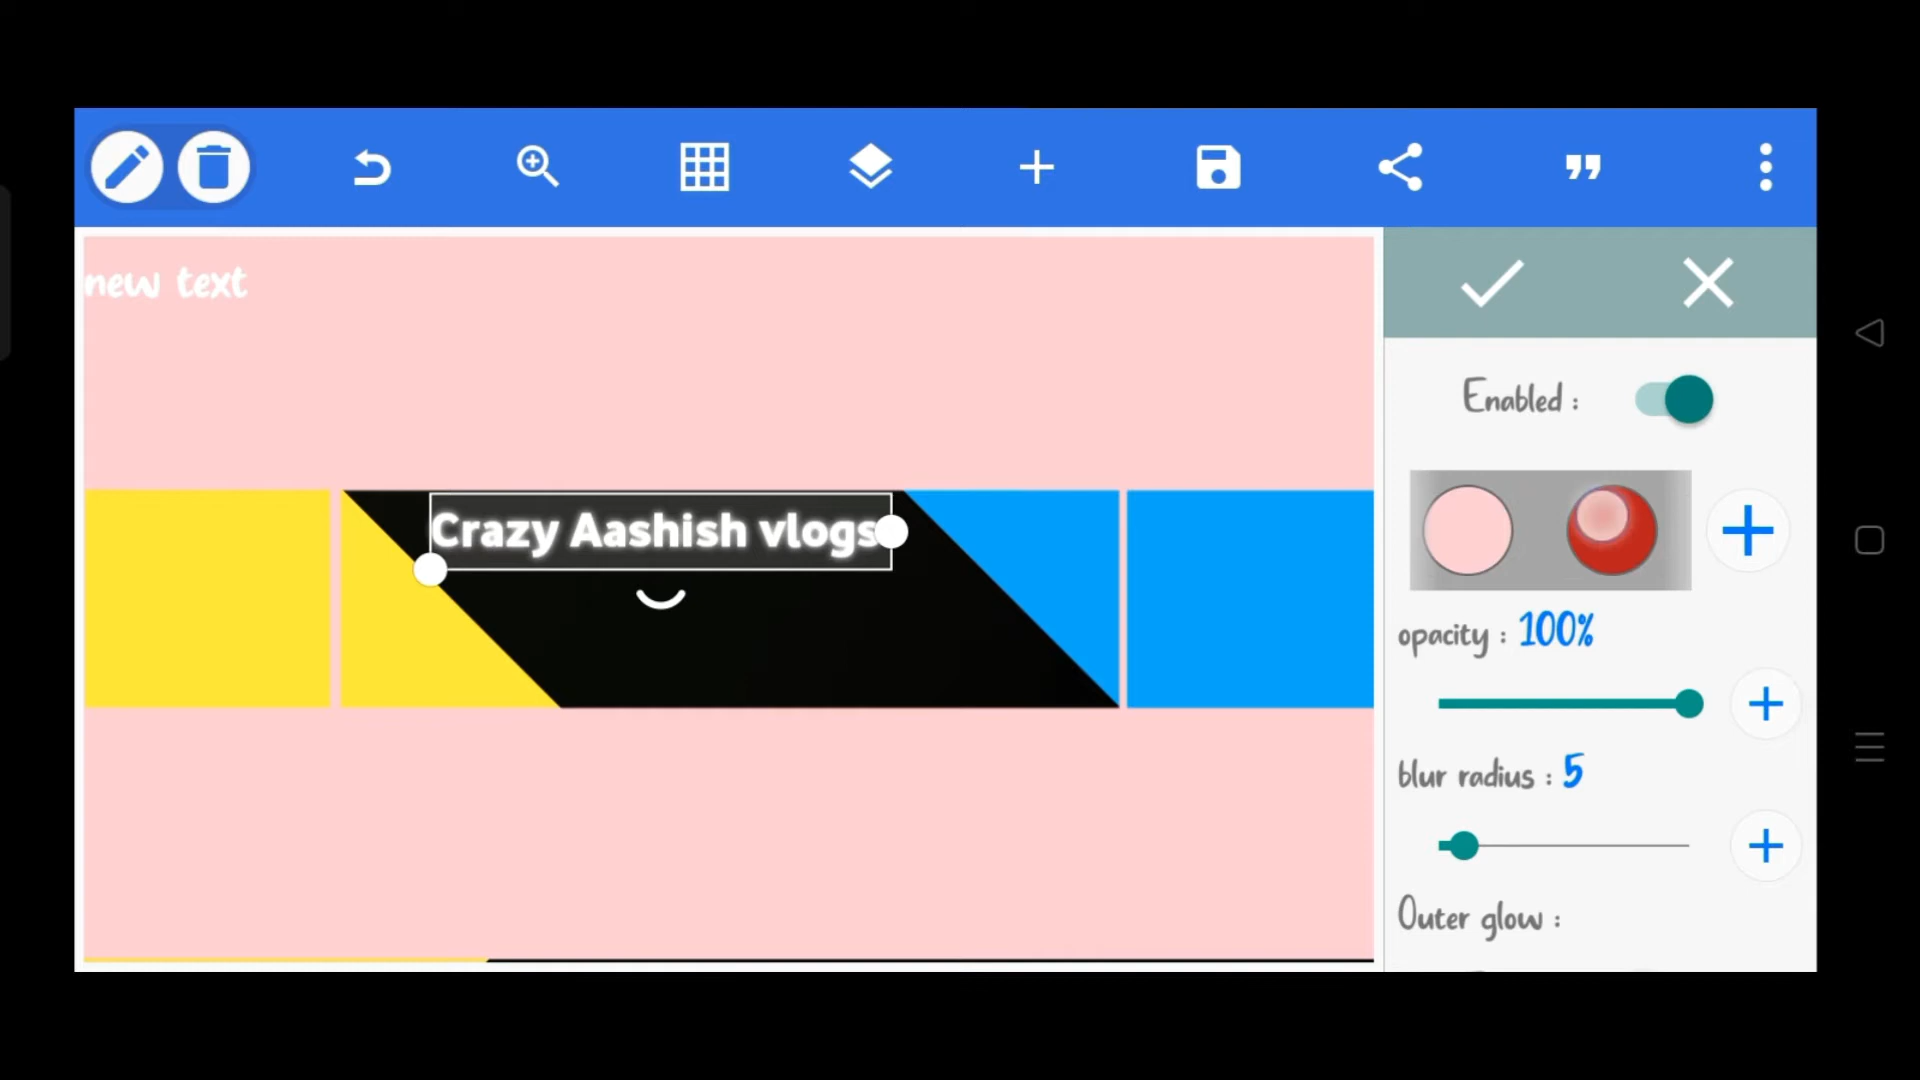 new text
Crazy Aashish vlogs
Enabled :
opacity : 100%
blur radius : 5
Outer glow :